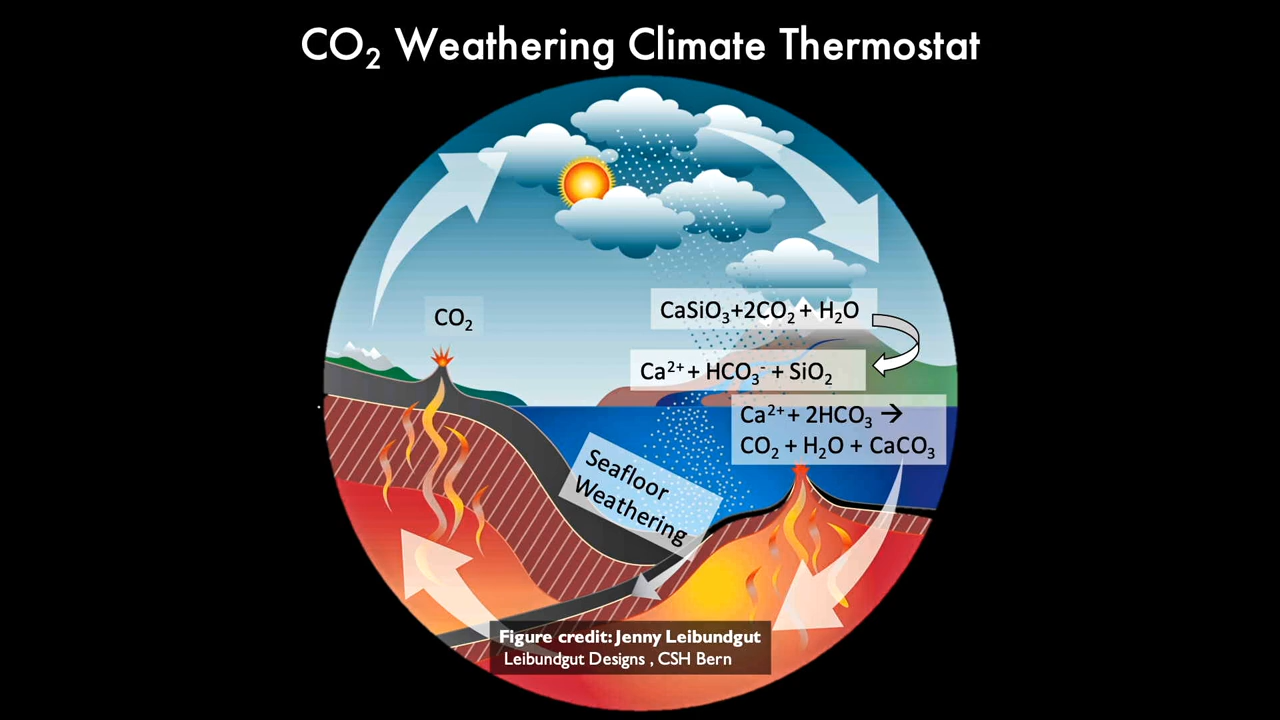 CO₂ Weathering Climate Thermostat
CO₂
CaSiO₃+2CO₂ + H₂O
Ca²⁺ + HCO₃⁻ + SiO₂
Ca²⁺ + 2HCO₃ →
CO₂ + H₂O + CaCO₃
Seafloor
Weathering
Figure credit: Jenny Leibundgut
Leibundgut Designs , CSH Bern